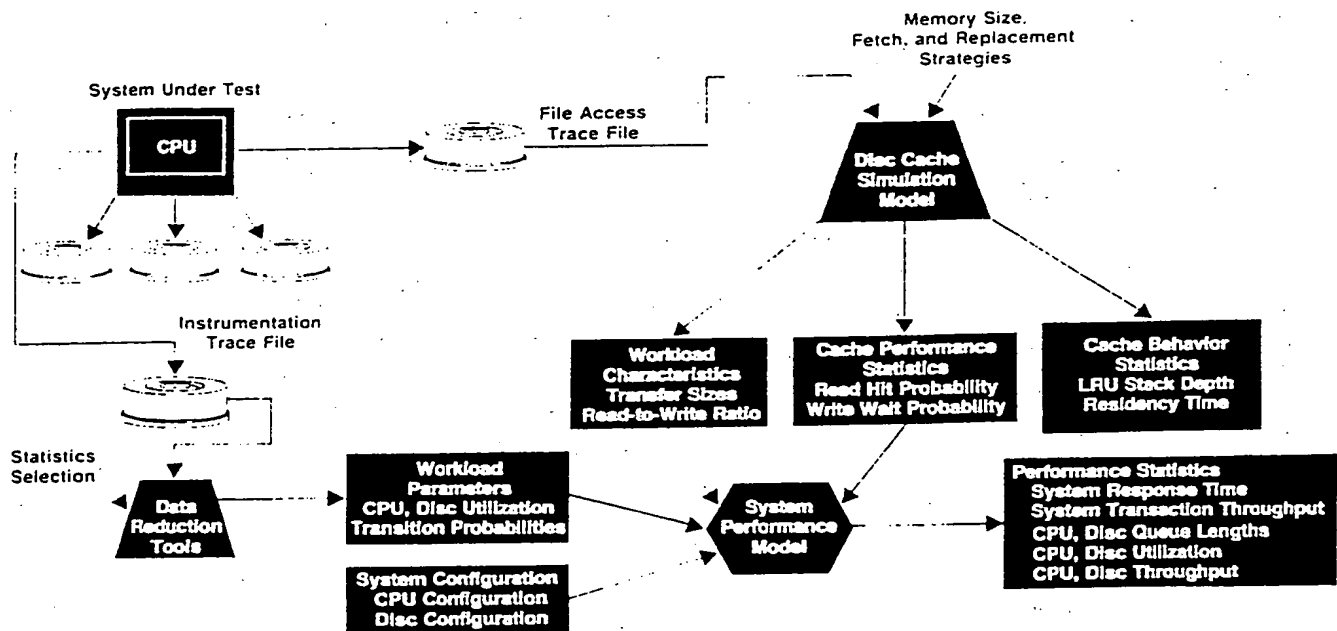 Memory Size,
Fetch, and Replacement
Strategies
System Under Test
CPU
File Access
Trace File
Disc Cache
Simulation
Model
Instrumentation
Trace File
Workload
Characteristics
Transfer Sizes
Read-to-Write Ratio
Cache Performance
Statistics
Read Hit Probability
Write Wait Probability
Cache Behavior
Statistics
LRU Stack Depth
Residency Time
Statistics
Selection
Data
Reduction
Tools
Workload
Parameters
CPU, Disc Utilization
Transition Probabilities
System
Performance
Model
Performance Statistics
System Response Time
System Transaction Throughput
CPU, Disc Queue Lengths
CPU, Disc Utilization
CPU, Disc Throughput
System Configuration
CPU Configuration
Disc Configuration